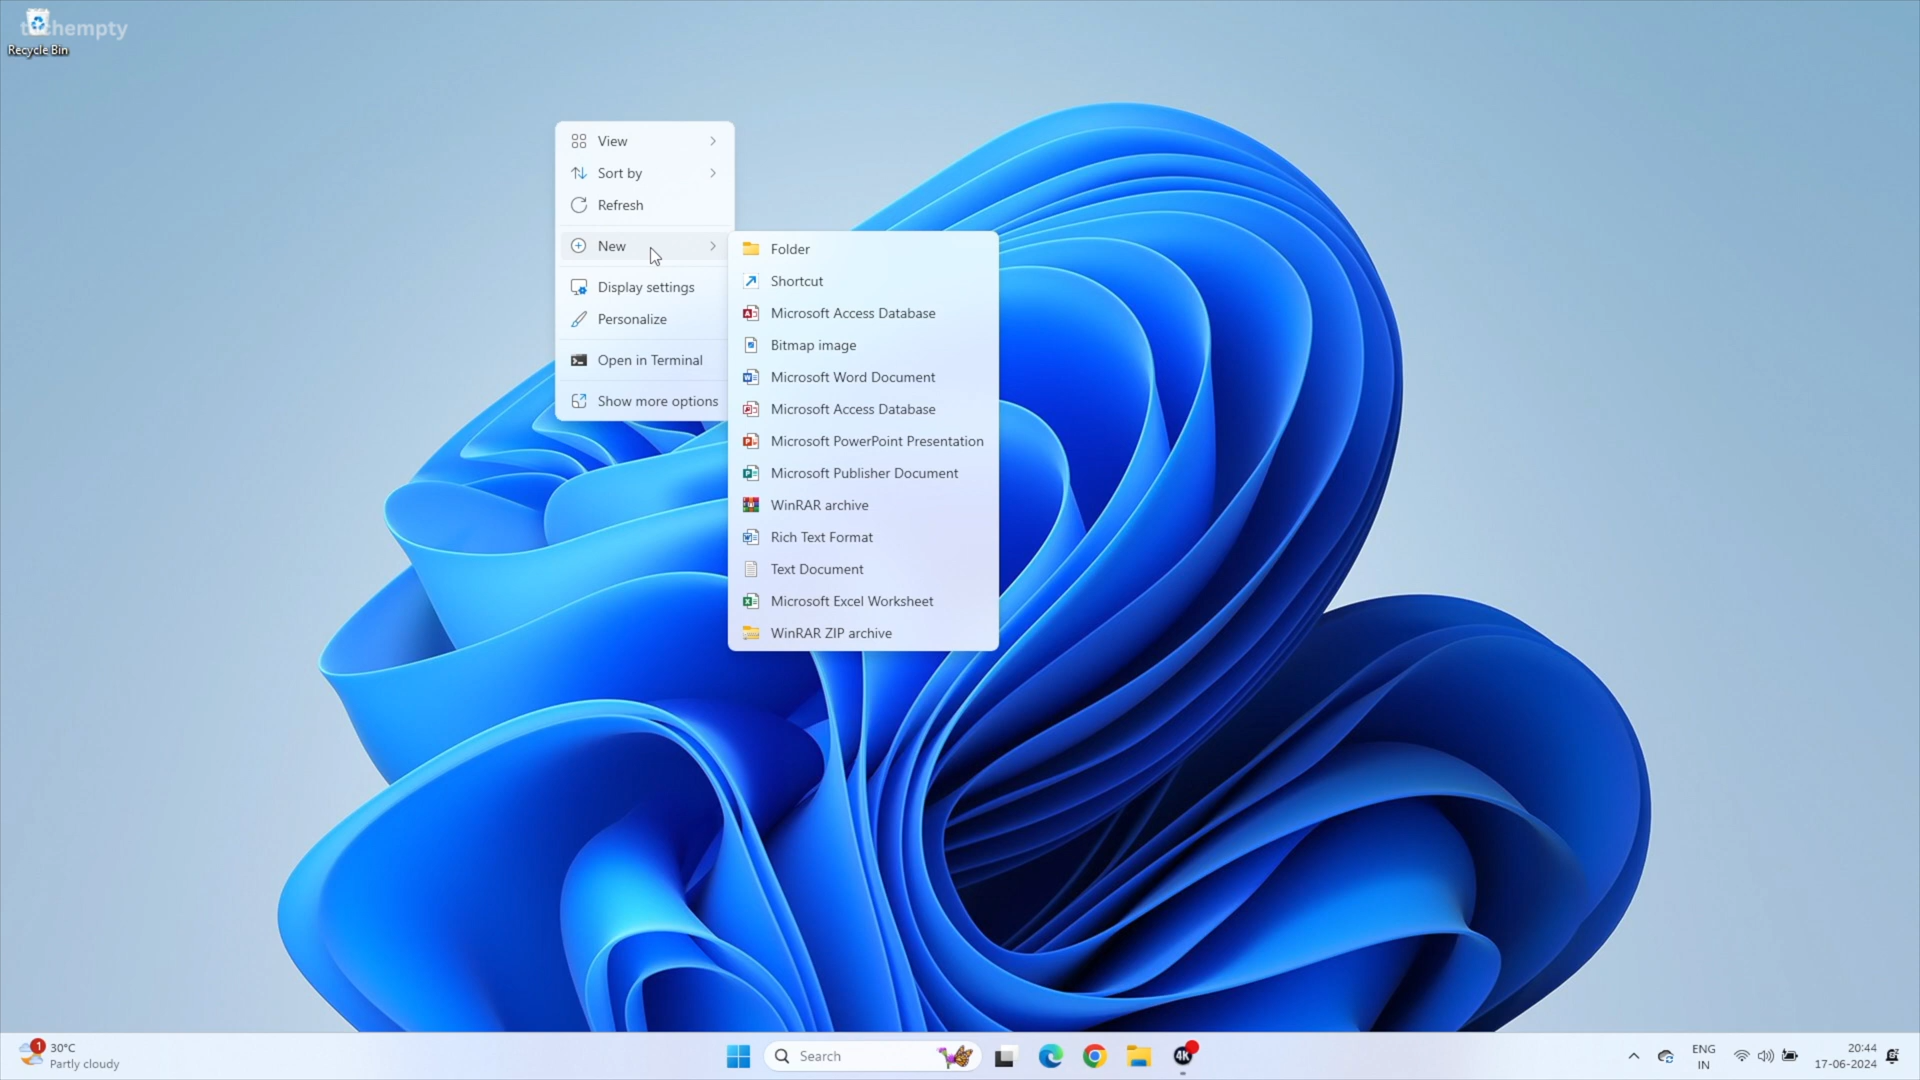 techempty
Recycle Bin
View
Sort by
Refresh
New
Display settings
Personalize
Open in Terminal
Show more options
Folder
Shortcut
Microsoft Access Database
Bitmap image
Microsoft Word Document
Microsoft Access Database
Microsoft PowerPoint Presentation
Microsoft Publisher Document
WinRAR archive
Rich Text Format
Text Document
Microsoft Excel Worksheet
WinRAR ZIP archive
1
30°C
Partly cloudy
Search
4K
ENG
IN
20:44
17-06-2024